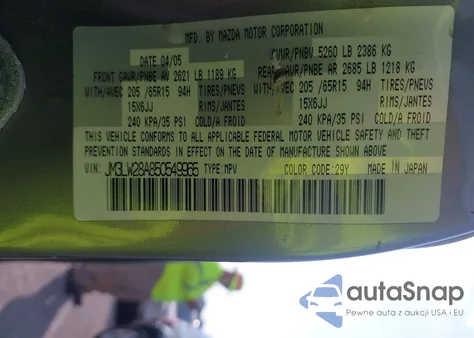 MFG. BY MAZDA MOTOR CORPORATION
DATE 04/05 GVWR/PNBV 5260 LB 2386 KG
FRONT GAWR/PNBE AV 2621 LB 1189 KG REAR GAWR/PNBE AR 2685 LB 1218 KG
WITH/AVEC 205 /65R15 94H TIRES/PNEUS WITH/AVEC 205 /65R15 94H TIRES/PNEUS
15X6JJ RIMS/JANTES 15X6JJ RIMS/JANTES
240 KPA/35 PSI COLD/A FROID 240 KPA/35 PSI COLD/A FROID
THIS VEHICLE CONFORMS TO ALL APPLICABLE FEDERAL MOTOR VEHICLE SAFETY AND THEFT
PREVENTION STANDARDS IN EFFECT ON THE DATE OF MANUFACTURE SHOWN ABOVE
VIN: JM3LW28A850549965 TYPE:MPV COLOR CODE:29Y MADE IN JAPAN
autoSnap
Pewne auta z aukcji USA i EU